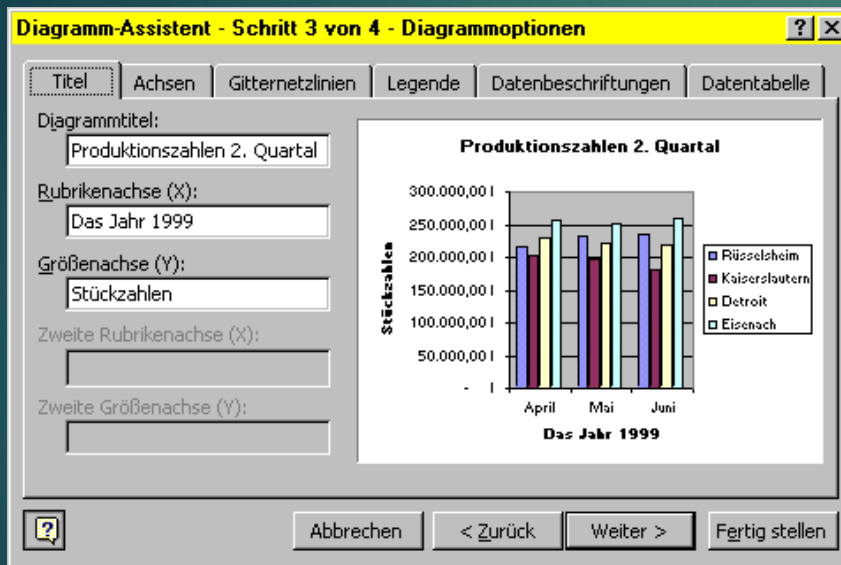 Diagramm-Assistent - Schritt 3 von 4 - Diagrammoptionen
Titel Achsen Gitternetzlinien Legende Datenbeschriftungen Datentabelle
Diagrammtitel:
Produktionszahlen 2. Quartal
Rubrikenachse (X):
Das Jahr 1999
Größenachse (Y):
Stückzahlen
Zweite Rubrikenachse (X):
Zweite Größenachse (Y):
Produktionszahlen 2. Quartal
Stückzahlen
300.000,00
250.000,00
200.000,00
150.000,00
100.000,00
50.000,00
-
April Mai Juni
Das Jahr 1999
Rüsselsheim
Kaiserslautern
Detroit
Eisenach
Abbrechen < Zurück Weiter > Fertig stellen